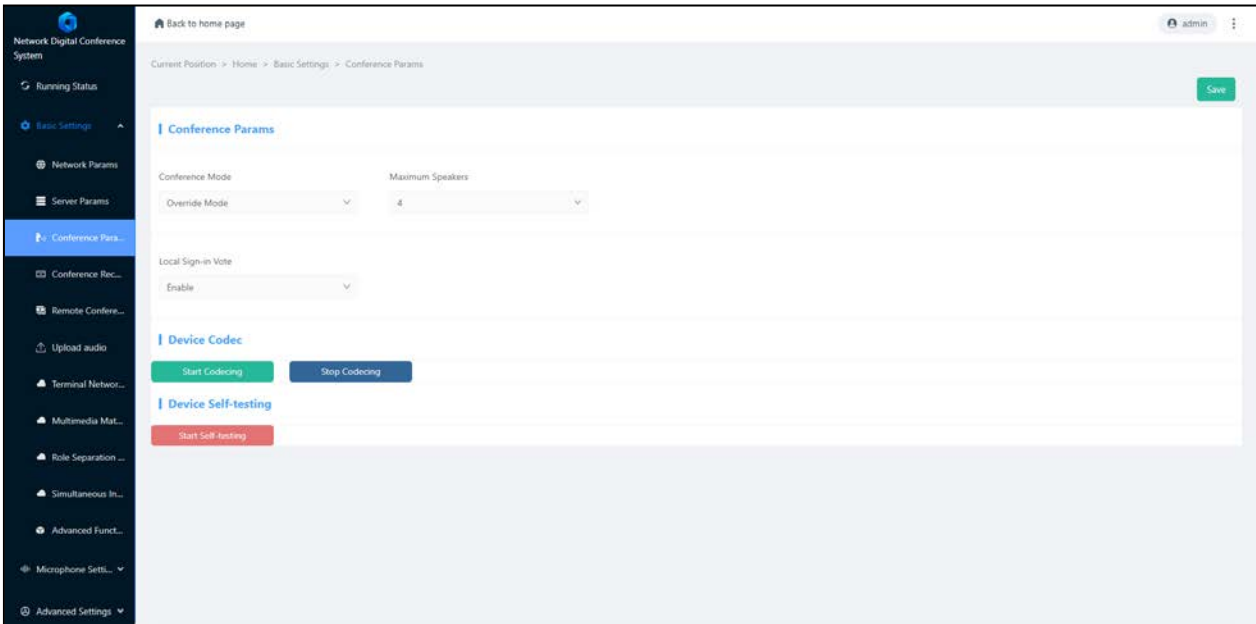 Network Digital Conference
System
Running Status
Basic Settings
Network Params
Server Params
Conference Para...
Conference Rec...
Remote Confere...
Upload audio
Terminal Networ...
Multimedia Mat...
Role Separation ...
Simultaneous In...
Advanced Funct...
Microphone Setti...
Advanced Settings
Back to home page
admin
Current Position > Home > Basic Settings > Conference Params
Save
Conference Params
Conference Mode Maximum Speakers
Override Mode 4
Local Sign-in Vote
Enable
Device Codec
Start Codecing Stop Codecing
Device Self-testing
Start Self-testing